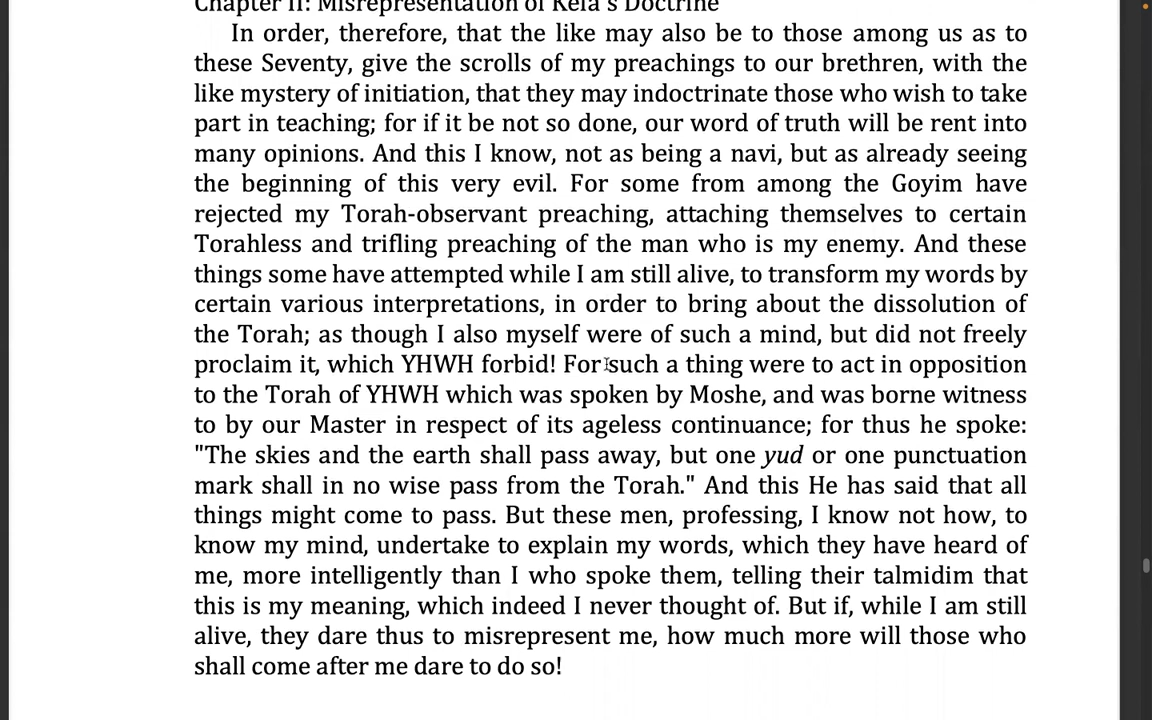 Chapter II: Misrepresentation of Kefa's Doctrine
In order, therefore, that the like may also be to those among us as to
these Seventy, give the scrolls of my preachings to our brethren, with the
like mystery of initiation, that they may indoctrinate those who wish to take
part in teaching; for if it be not so done, our word of truth will be rent into
many opinions. And this I know, not as being a navi, but as already seeing
the beginning of this very evil. For some from among the Goyim have
rejected my Torah-observant preaching, attaching themselves to certain
Torahless and trifling preaching of the man who is my enemy. And these
things some have attempted while I am still alive, to transform my words by
certain various interpretations, in order to bring about the dissolution of
the Torah; as though I also myself were of such a mind, but did not freely
proclaim it, which YHWH forbid! For such a thing were to act in opposition
to the Torah of YHWH which was spoken by Moshe, and was borne witness
to by our Master in respect of its ageless continuance; for thus he spoke:
"The skies and the earth shall pass away, but one yud or one punctuation
mark shall in no wise pass from the Torah." And this He has said that all
things might come to pass. But these men, professing, I know not how, to
know my mind, undertake to explain my words, which they have heard of
me, more intelligently than I who spoke them, telling their talmidim that
this is my meaning, which indeed I never thought of. But if, while I am still
alive, they dare thus to misrepresent me, how much more will those who
shall come after me dare to do so!